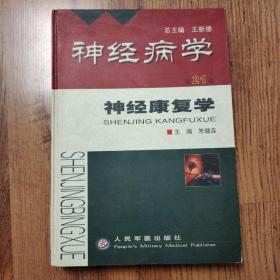 总主编 王新德
神经病学
21
神经康复学
SHENJING KANGFUXUE
主 编 朱镛连
SHENJINGBINGXUE
人民军医出版社
People's Military Medical Publisher